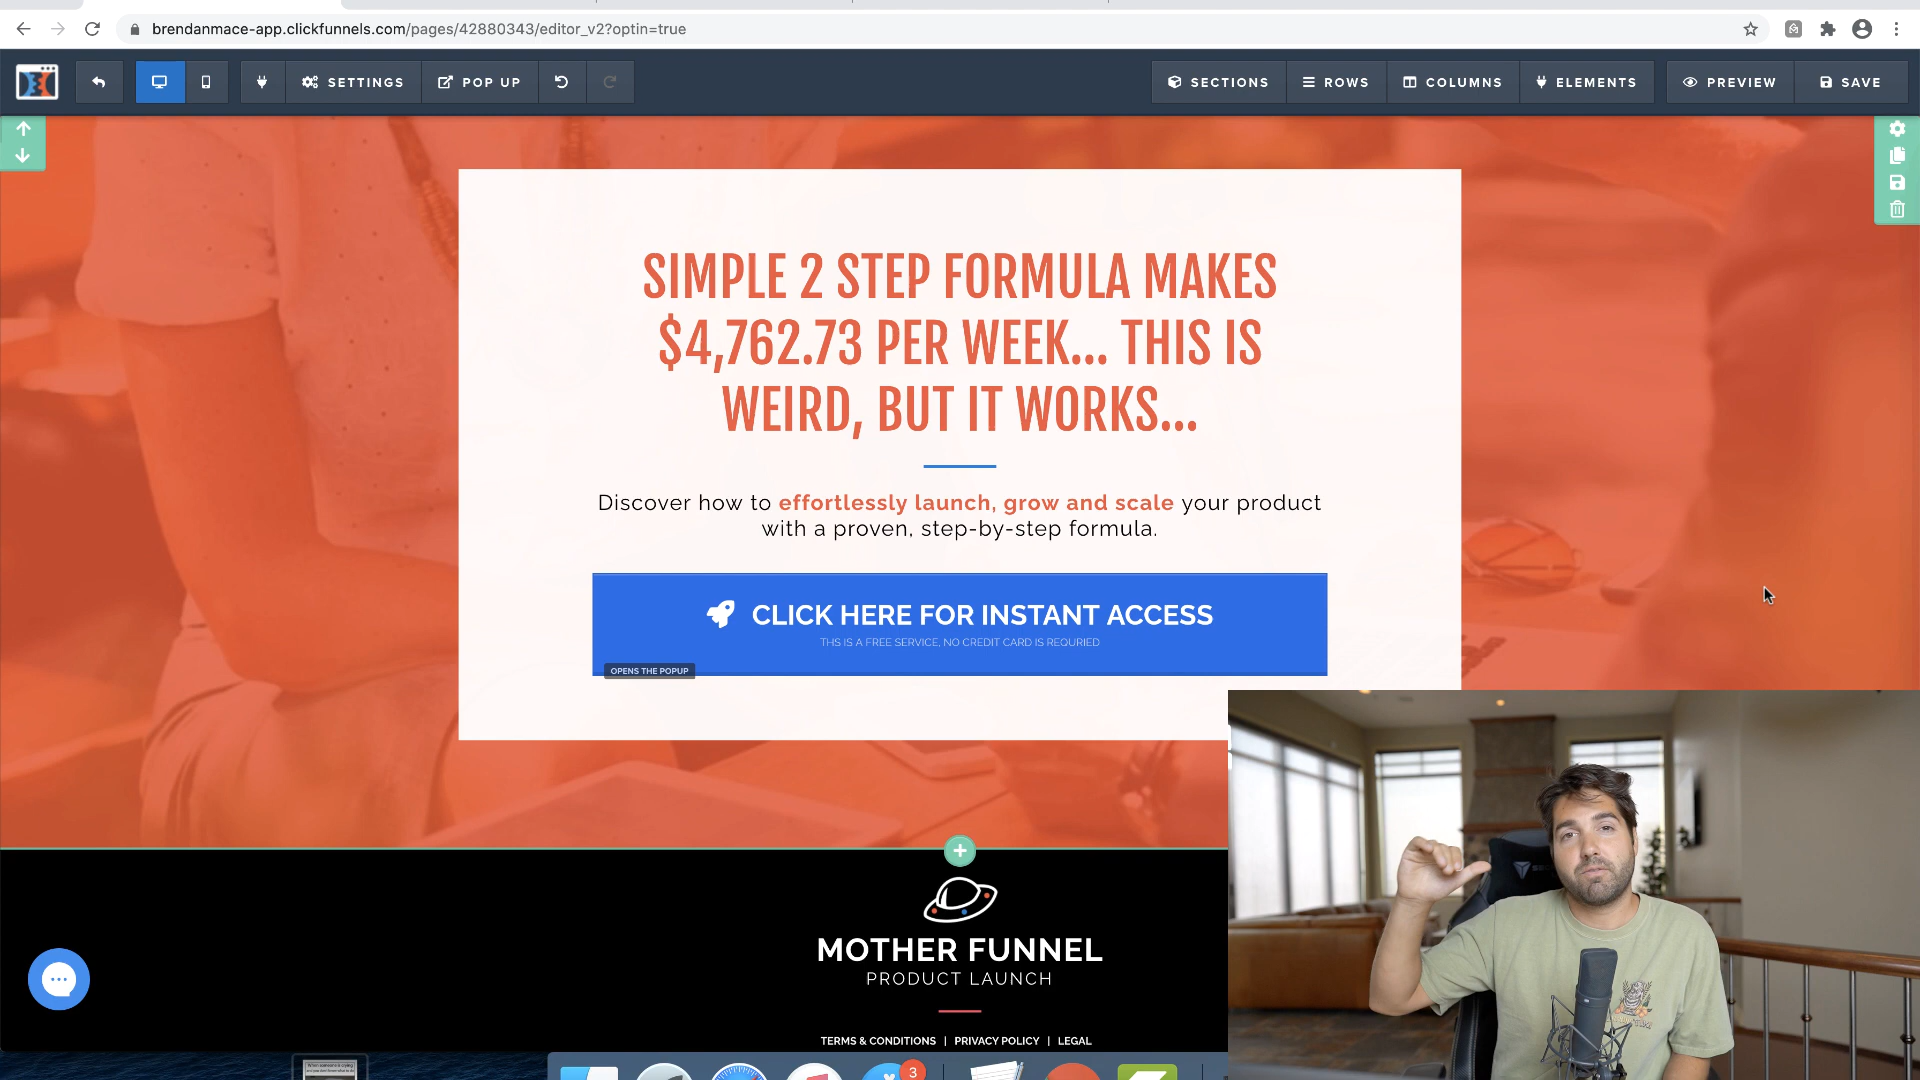 brendanmace-app.clickfunnels.com/pages/42880343/editor_v2?optin=true
SETTINGS
POP UP
SECTIONS
ROWS
COLUMNS
ELEMENTS
PREVIEW
SAVE
SIMPLE 2 STEP FORMULA MAKES
$4,762.73 PER WEEK... THIS IS
WEIRD, BUT IT WORKS...
Discover how to effortlessly launch, grow and scale your product
with a proven, step-by-step formula.
CLICK HERE FOR INSTANT ACCESS
THS IS A FREE SERVICE, NO CREDIT CARD IS REQURIED
OPENS THE POPUP
MOTHER FUNNEL
PRODUCT LAUNCH
TERMS & CONDITIONS | PRIVACY POLICY | LEGAL
3